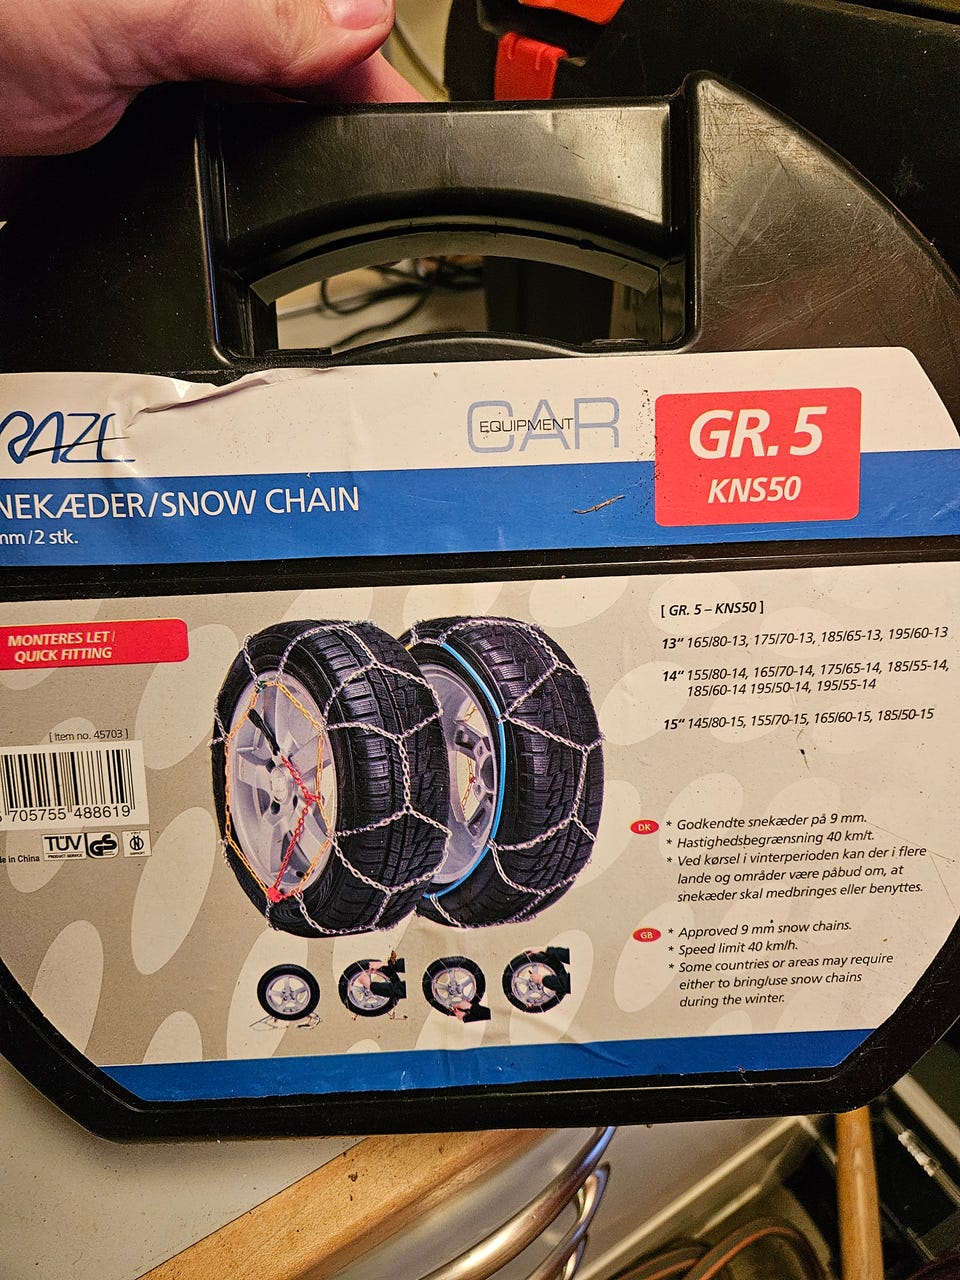 RAZE
EQUIPMENT CAR
GR. 5
KNS50
NEKÆDER/SNOW CHAIN
mm/2 stk.
MONTERES LET/
QUICK FITTING
[ GR. 5 – KNS50 ]
13” 165/80-13, 175/70-13, 185/65-13, 195/60-13
14” 155/80-14, 165/70-14, 175/65-14, 185/55-14,
185/60-14 195/50-14, 195/55-14
15” 145/80-15, 155/70-15, 165/60-15, 185/50-15
[ Item no. 45703 ]
705755 488619
TÜV
PRODUCT SERVICE
GS
de in China
DK * Godkendte snekæder på 9 mm.
* Hastighedsbegrænsning 40 km/t.
* Ved kørsel i vinterperioden kan der i flere
lande og områder være påbud om, at
snekæder skal medbringes eller benyttes.
GB * Approved 9 mm snow chains.
* Speed limit 40 km/h.
* Some countries or areas may require
either to bring/use snow chains
during the winter.